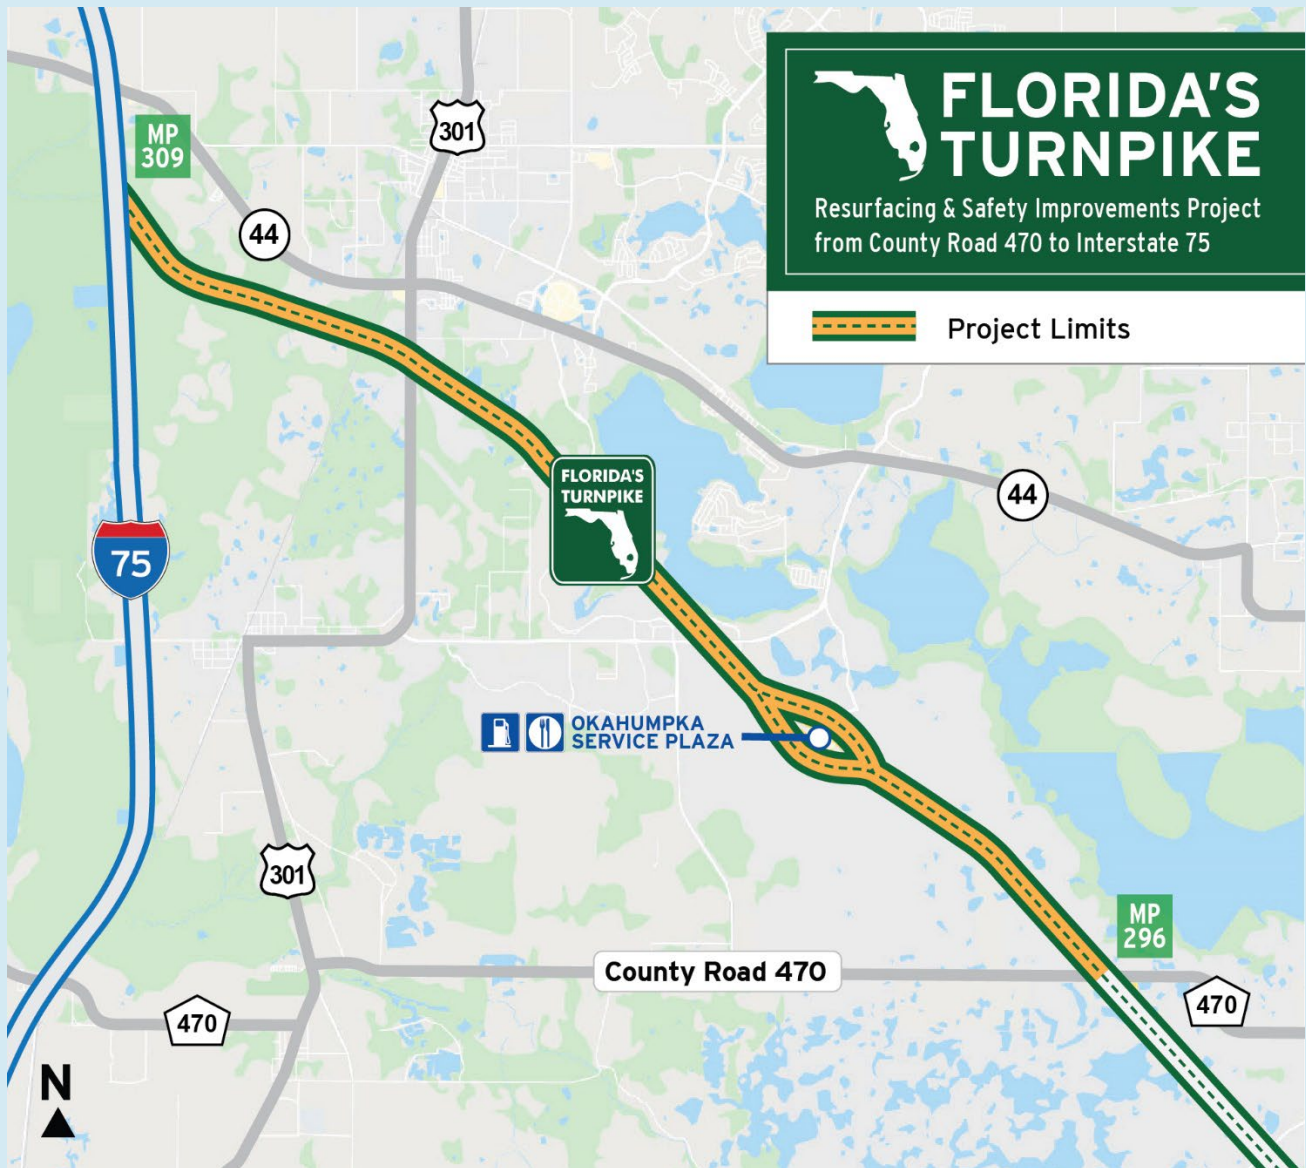 FLORIDA'S
TURNPIKE
Resurfacing & Safety Improvements Project
from County Road 470 to Interstate 75
Project Limits
301
MP
309
44
FLORIDA'S
TURNPIKE
44
75
OKAHUMPKA
SERVICE PLAZA
301
MP
296
County Road 470
470
470
N